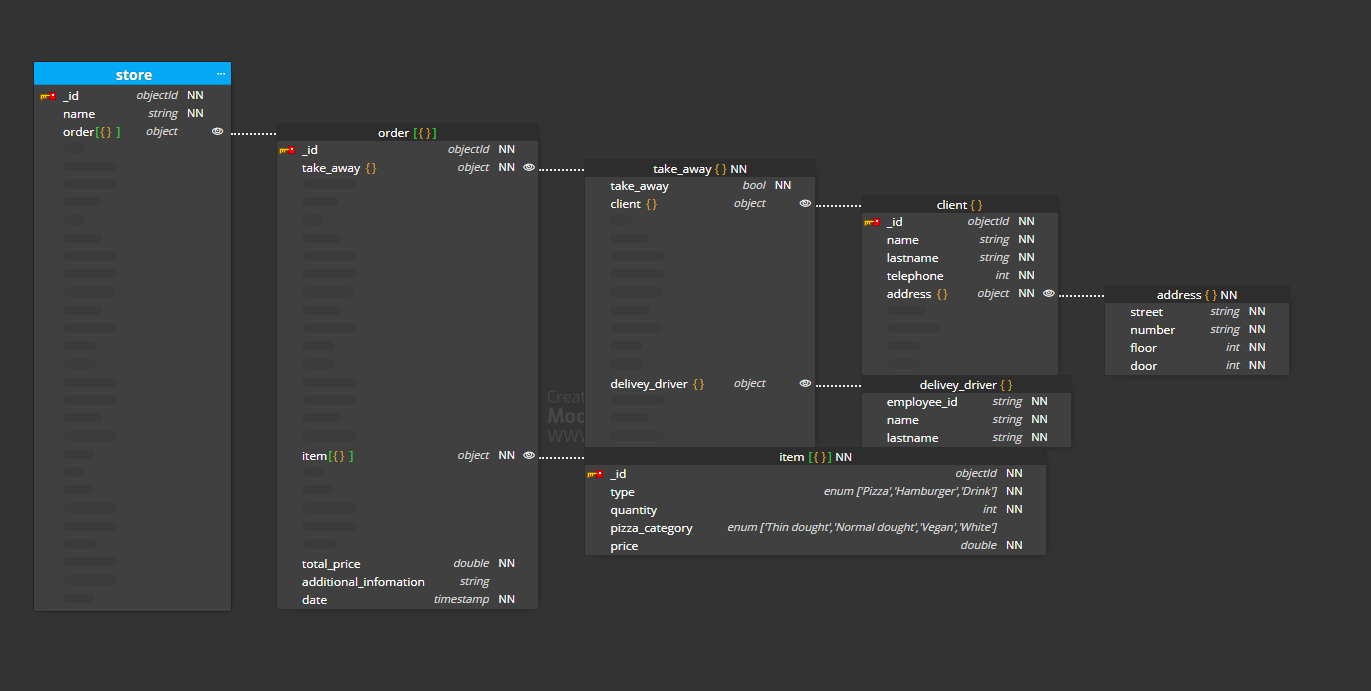 store ...
_id objectId NN
name string NN
order[{} ] object
order [{}]
_id objectId NN
take_away {} object NN
item[{} ] object NN
total_price double NN
additional_infomation string
date timestamp NN
take_away {} NN
take_away bool NN
client {} object
delivey_driver {} object
client {}
_id objectId NN
name string NN
lastname string NN
telephone int NN
address {} object NN
address {} NN
street string NN
number string NN
floor int NN
door int NN
delivey_driver {}
employee_id string NN
name string NN
lastname string NN
item [{}] NN
_id objectId NN
type enum ['Pizza','Hamburger','Drink'] NN
quantity int NN
pizza_category enum ['Thin dought','Normal dought','Vegan','White']
price double NN